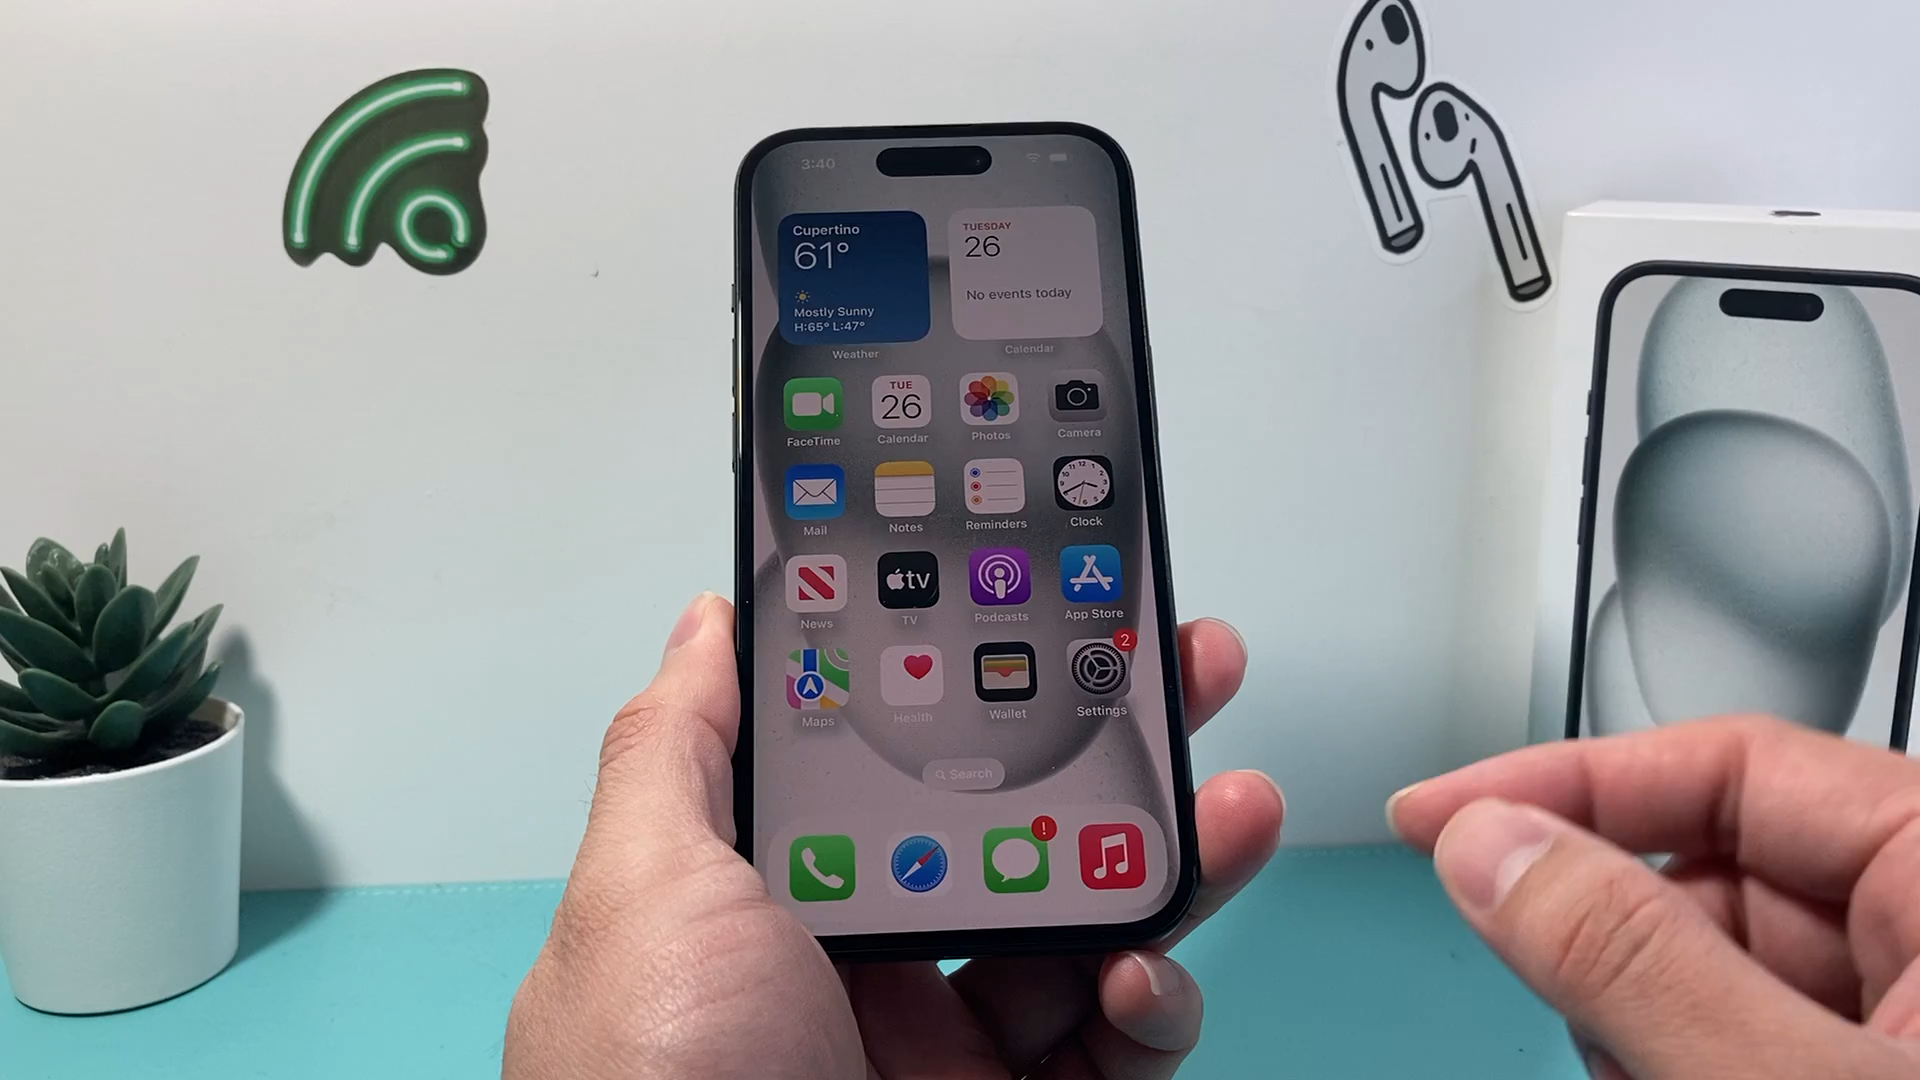 3:40
Cupertino
61°
Mostly Sunny
H:65° L:47°
Weather
TUESDAY
26
No events today
Calendar
FaceTime
TUE
26
Calendar
Photos
Camera
Mail
Notes
Reminders
Clock
News
tv
TV
Podcasts
App Store
Maps
Health
Wallet
2
Settings
Search
!